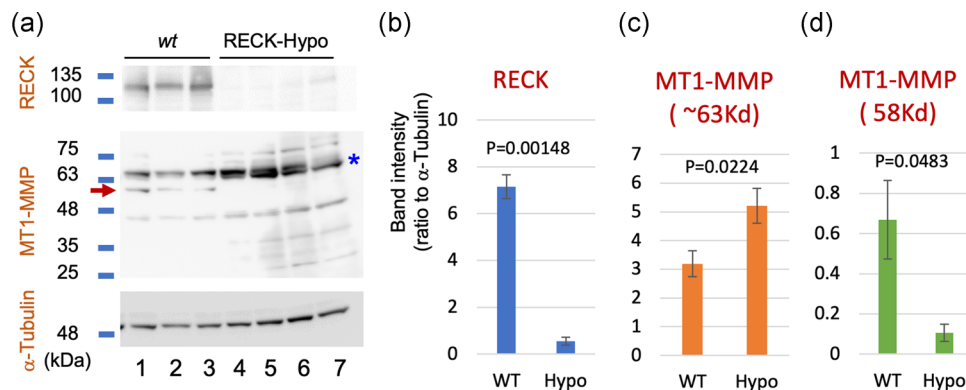 (a)
wt RECK-Hypo
RECK
135
100
MT1-MMP
75
63
48
35
25
*
α-Tubulin
48
(kDa)
1 2 3 4 5 6 7
(b)
RECK
Band intensity
(ratio to α-Tubulin)
10
8
6
4
2
0
P=0.00148
WT Hypo
(c)
MT1-MMP
( ~63Kd)
7
6
5
4
3
2
1
0
P=0.0224
WT Hypo
(d)
MT1-MMP
( 58Kd)
1
0.8
0.6
0.4
0.2
0
P=0.0483
WT Hypo